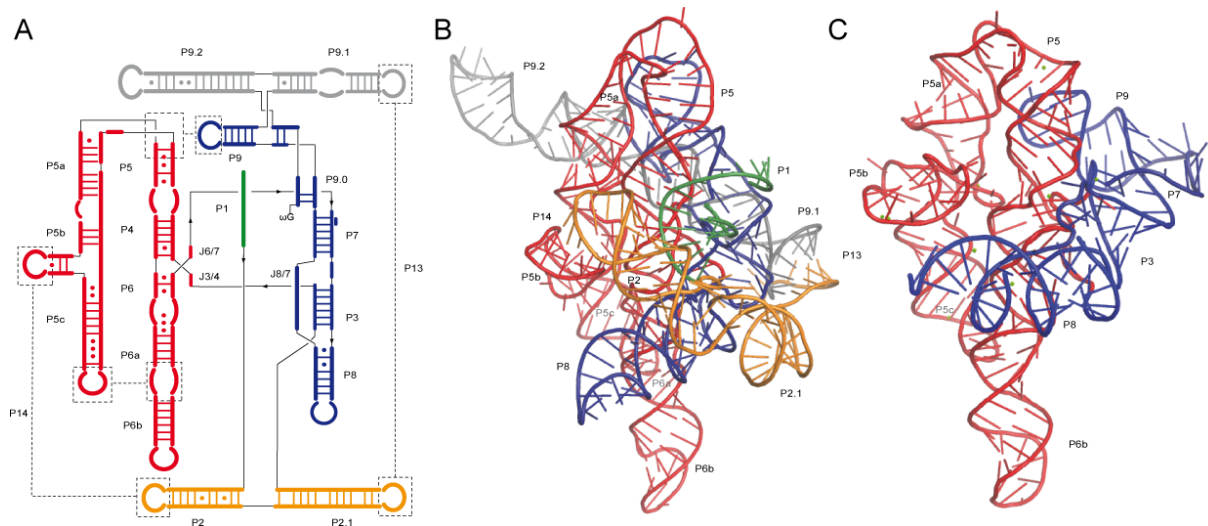 A
P9.2 P9.1
P5a
P5
P9
P9.0
P1
ωG
P7
P5b
P4
J6/7
J3/4
J8/7
P13
P6
P5c
P3
P6a
P8
P14
P6b
P2
P2.1
B
P9.2
P5a
P5
P1
P14
P9.1
P13
P5b
P2
P5c
P8
P6a
P2.1
P6b
C
P5
P5a
P9
P5b
P7
P3
P5c
P8
P6b